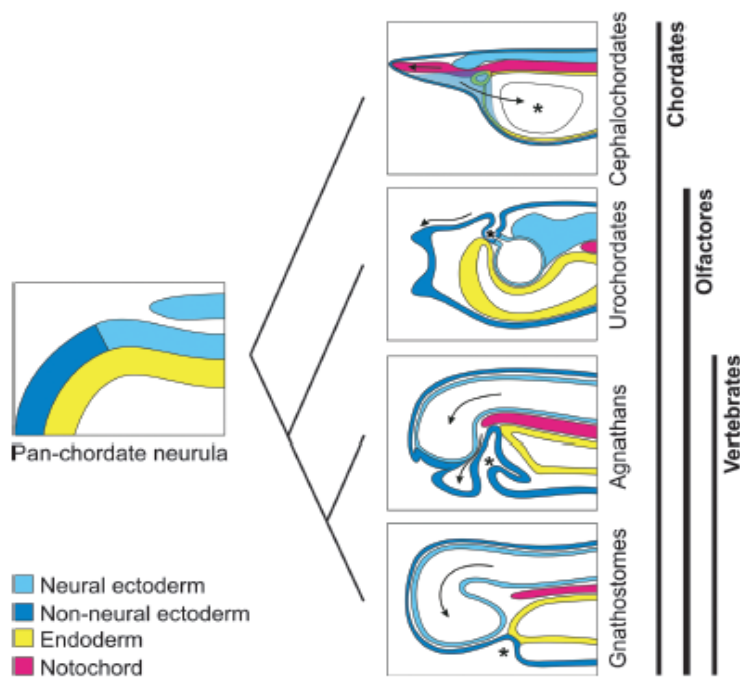 Cephalochordates
Urochordates
Agnathans
Gnathostomes
Chordates
Olfactores
Vertebrates
Pan-chordate neurula
Neural ectoderm
Non-neural ectoderm
Endoderm
Notochord
*
*
*
*